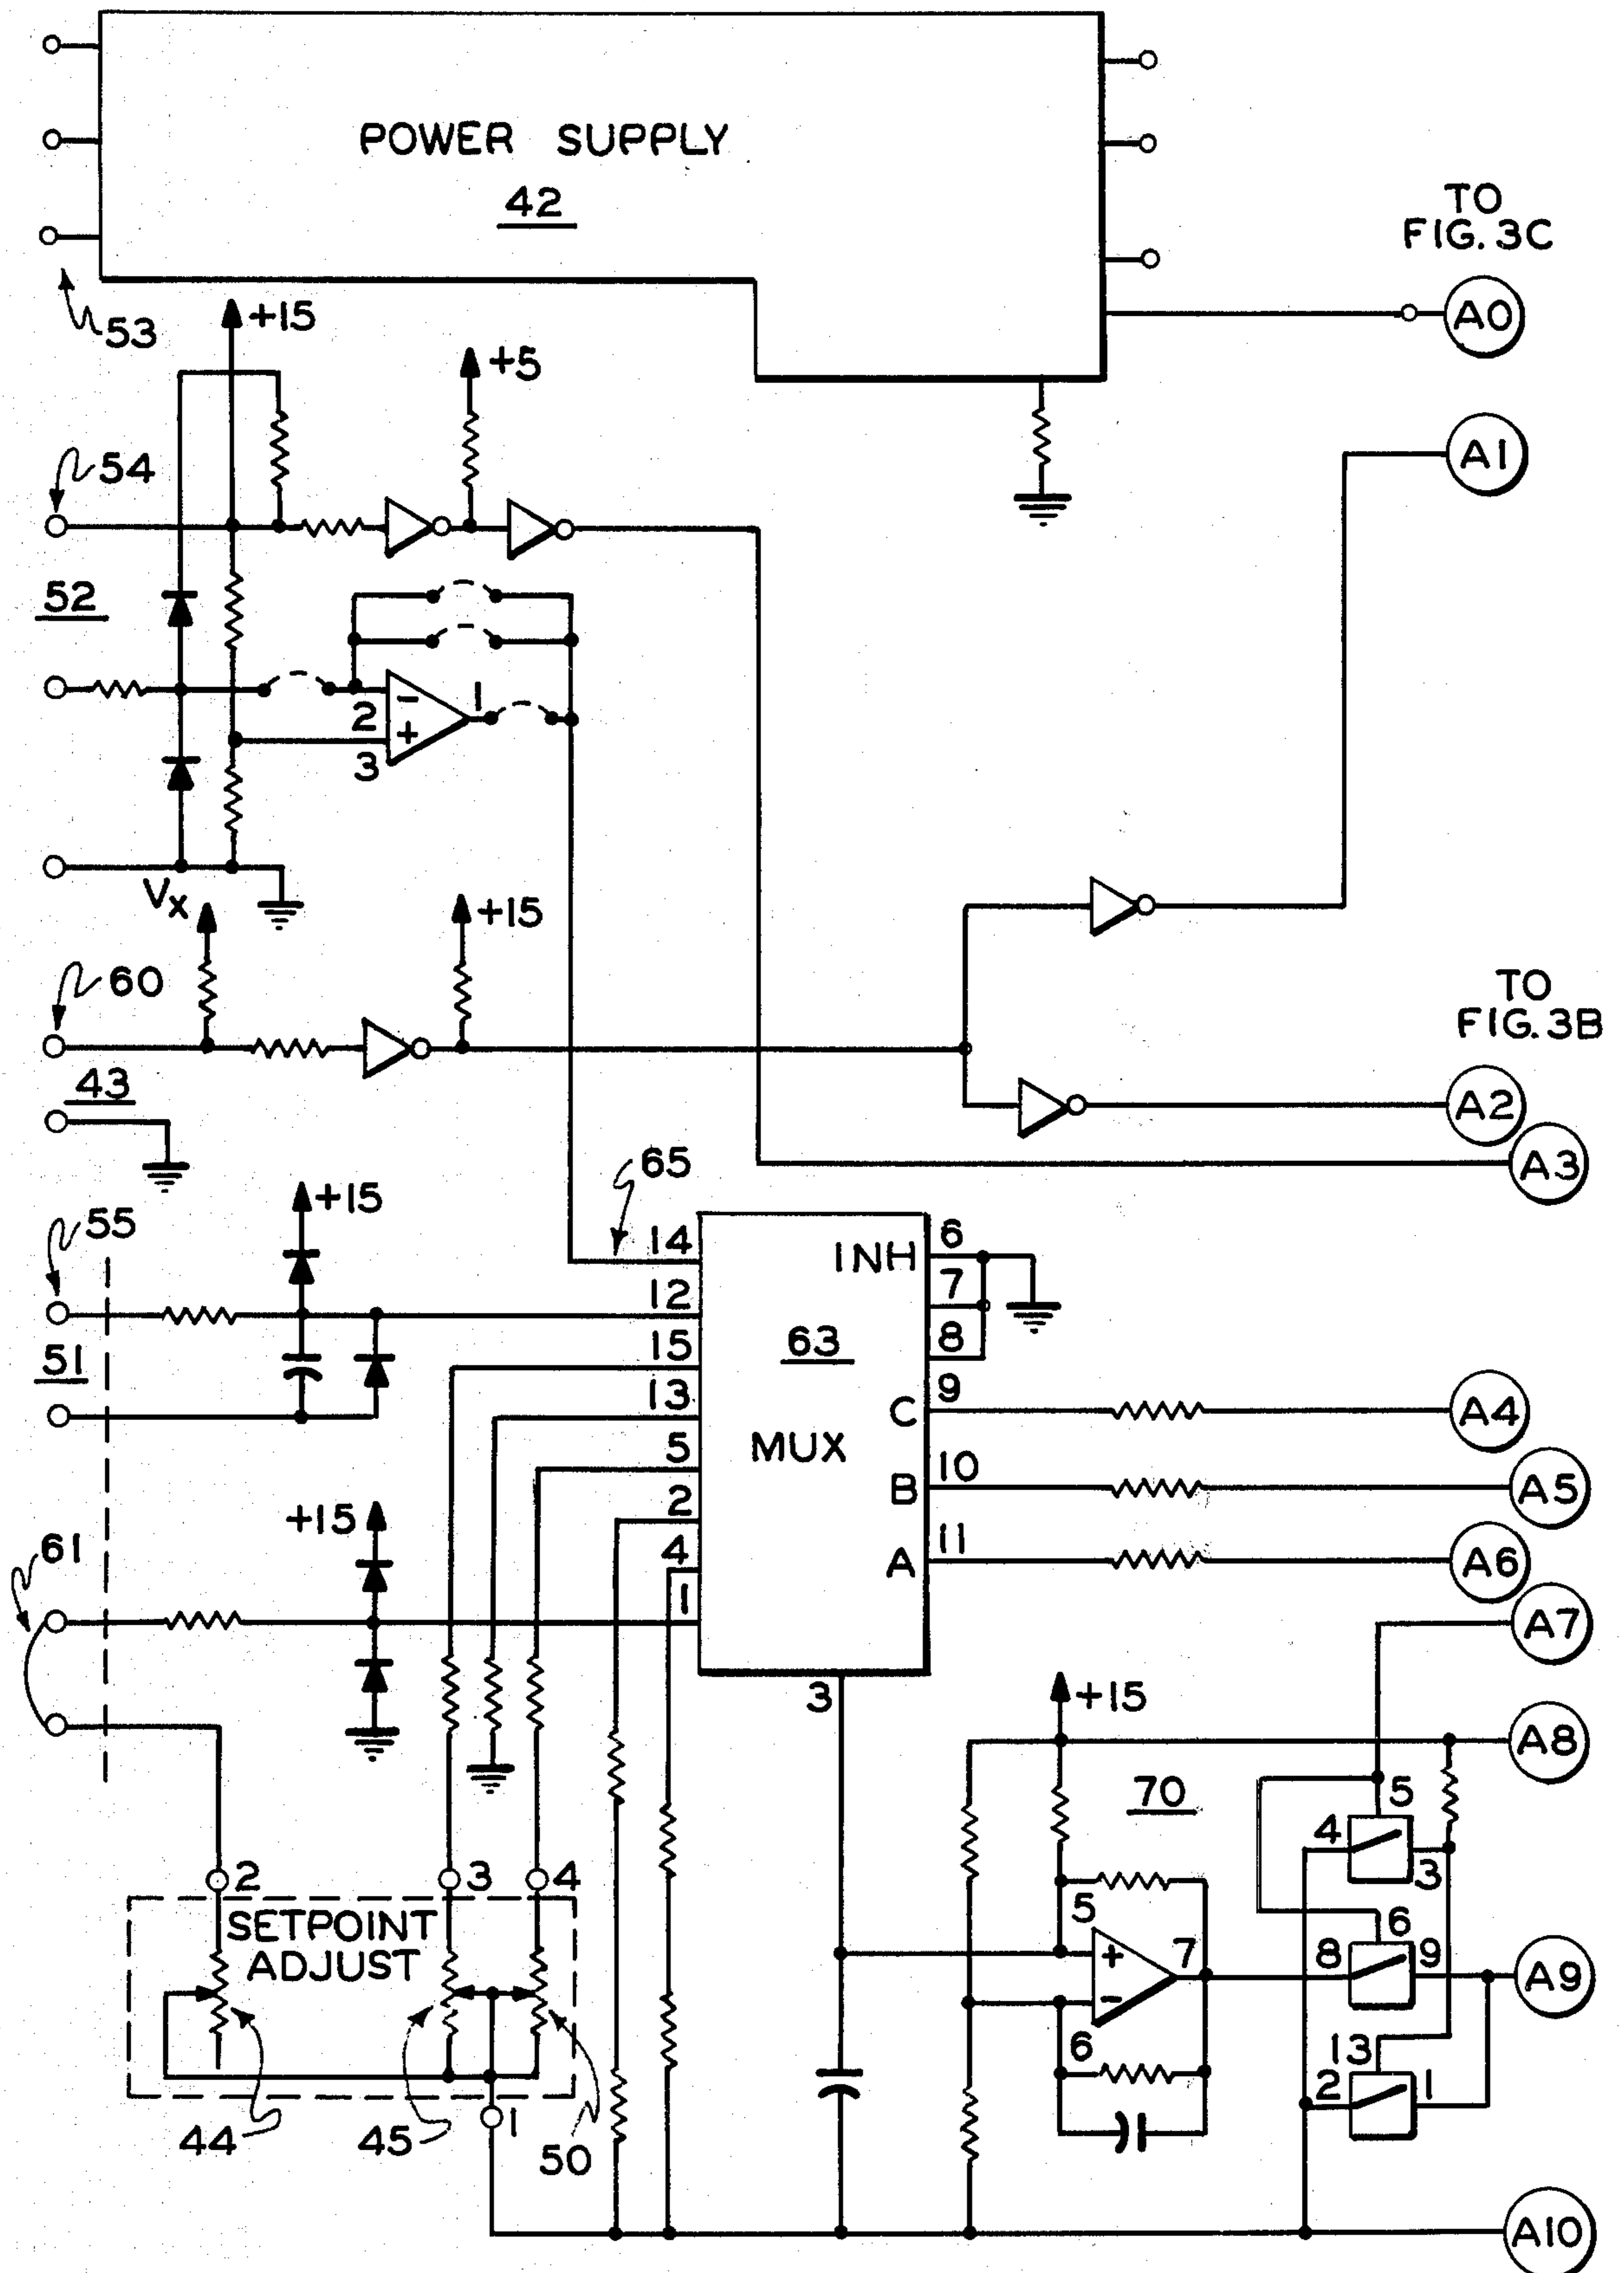 POWER SUPPLY
42
TO
FIG. 3C
A0
53
+15
+5
A1
54
52
2
3
-
+
1
Vx
+15
60
43
TO
FIG. 3B
A2
A3
65
55
+15
51
14
12
15
13
5
2
4
1
INH
63
MUX
C
B
A
6
7
8
9
10
11
3
A4
A5
A6
A7
+15
61
+15
A8
70
5
4
3
2
3
4
SETPOINT
ADJUST
5
+
-
7
6
6
8
9
A9
13
2
1
44
45
1
50
A10